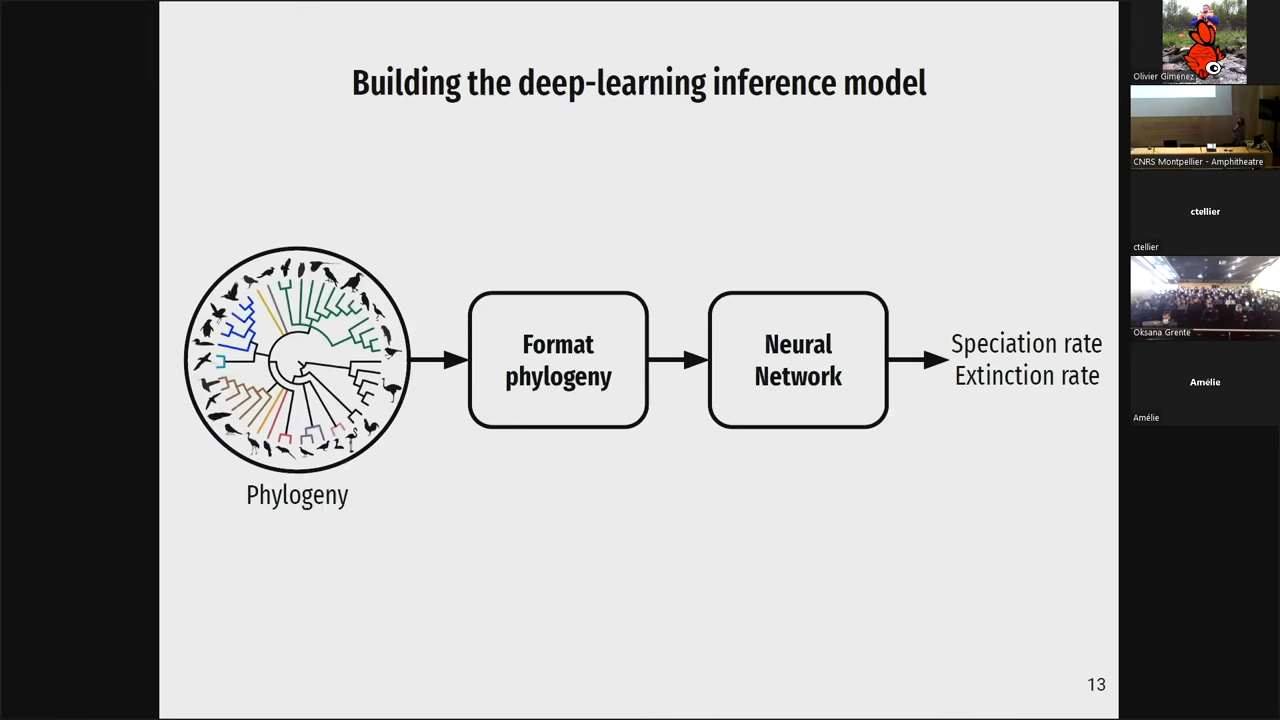 Building the deep-learning inference model
Format
phylogeny
Neural
Network
Speciation rate
Extinction rate
Phylogeny
13
Olivier Gimenez
CNRS Montpellier - Amphitheatre
ctellier
ctellier
Oksana Grente
Amélie
Amélie